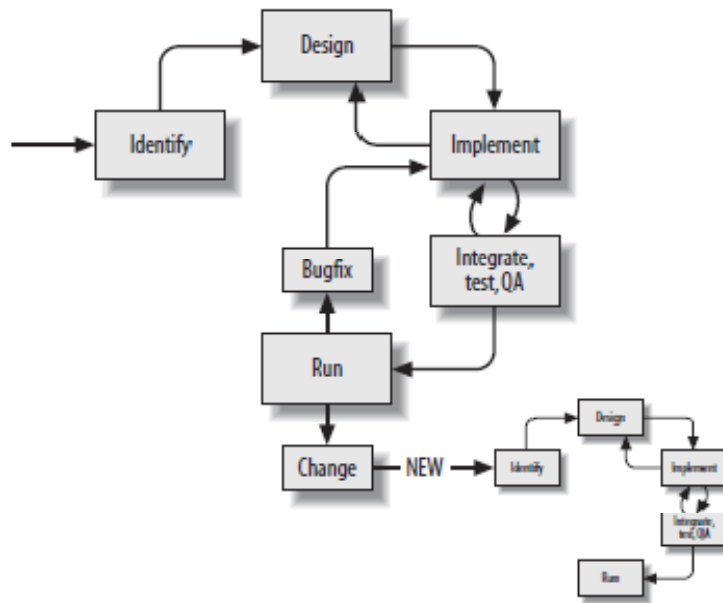 Design
Identify
Implement
Bugfix
Integrate,
test, QA
Run
Change
NEW
Design
Identify
Implement
Integrate,
test, QA
Run